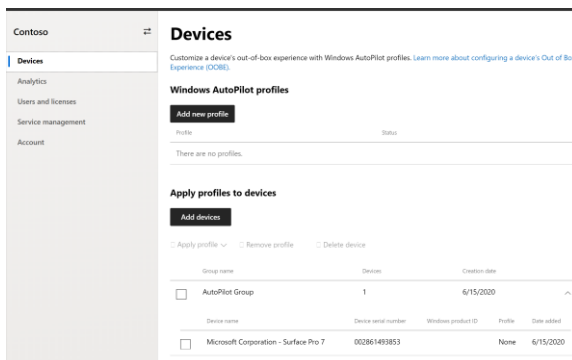 Contoso
Devices
Analytics
Users and licenses
Service management
Account
Devices
Customize a device's out-of-box experience with Windows AutoPilot profiles. Learn more about configuring a device's Out of Bo
Experience (OOBE).
Windows AutoPilot profiles
Add new profile
Profile Status
There are no profiles.
Apply profiles to devices
Add devices
Apply profile Remove profile Delete device
Group name Devices Creation date
AutoPilot Group 1 6/15/2020
Device name Device serial number Windows product ID Profile Date added
Microsoft Corporation - Surface Pro 7 002861493853 None 6/15/2020